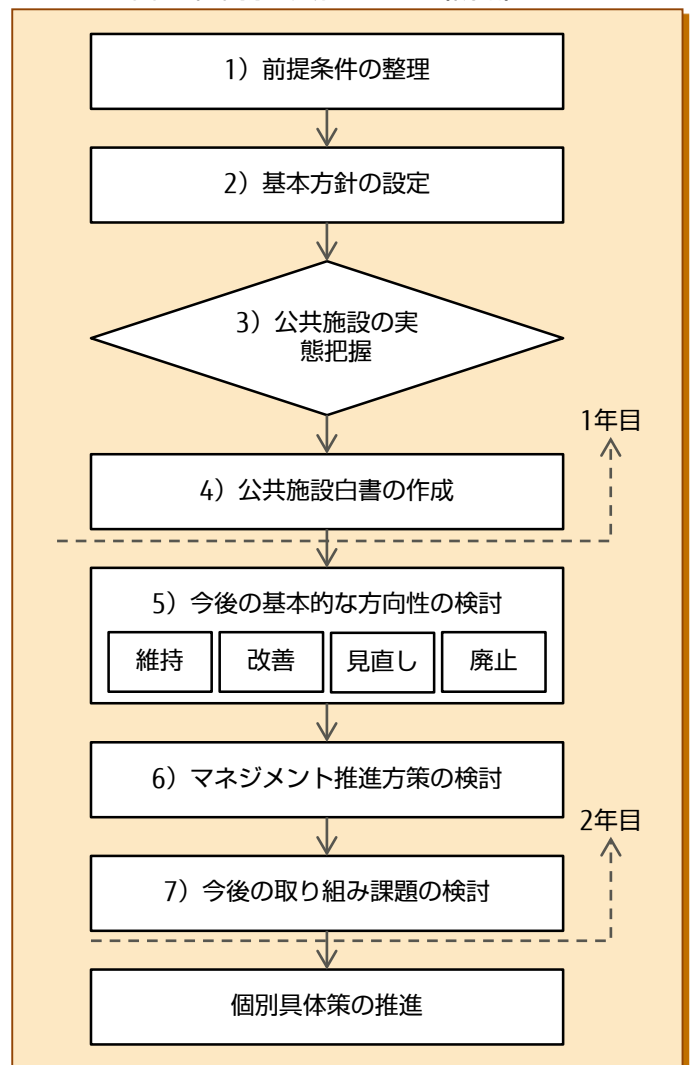 1）前提条件の整理
2）基本方針の設定
3）公共施設の実
態把握
1年目
4）公共施設白書の作成
5）今後の基本的な方向性の検討
維持
改善
見直し
廃止
6）マネジメント推進方策の検討
2年目
7）今後の取り組み課題の検討
個別具体策の推進